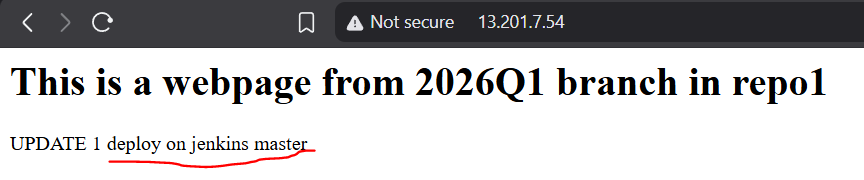 Not secure 13.201.7.54
This is a webpage from 2026Q1 branch in repo1
UPDATE 1 deploy on jenkins master